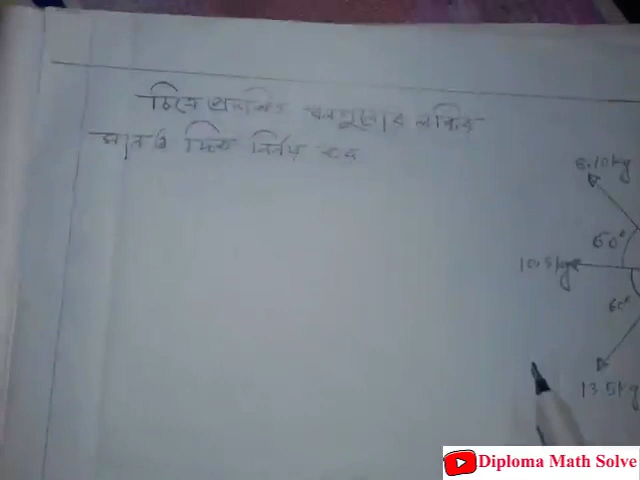 চিত্রে প্রদর্শিত বলগুলোর লব্ধির
মান ও দিক নির্ণয় কর
8.10kg
60°
10.5kg
60°
13.5kg
Diploma Math Solve